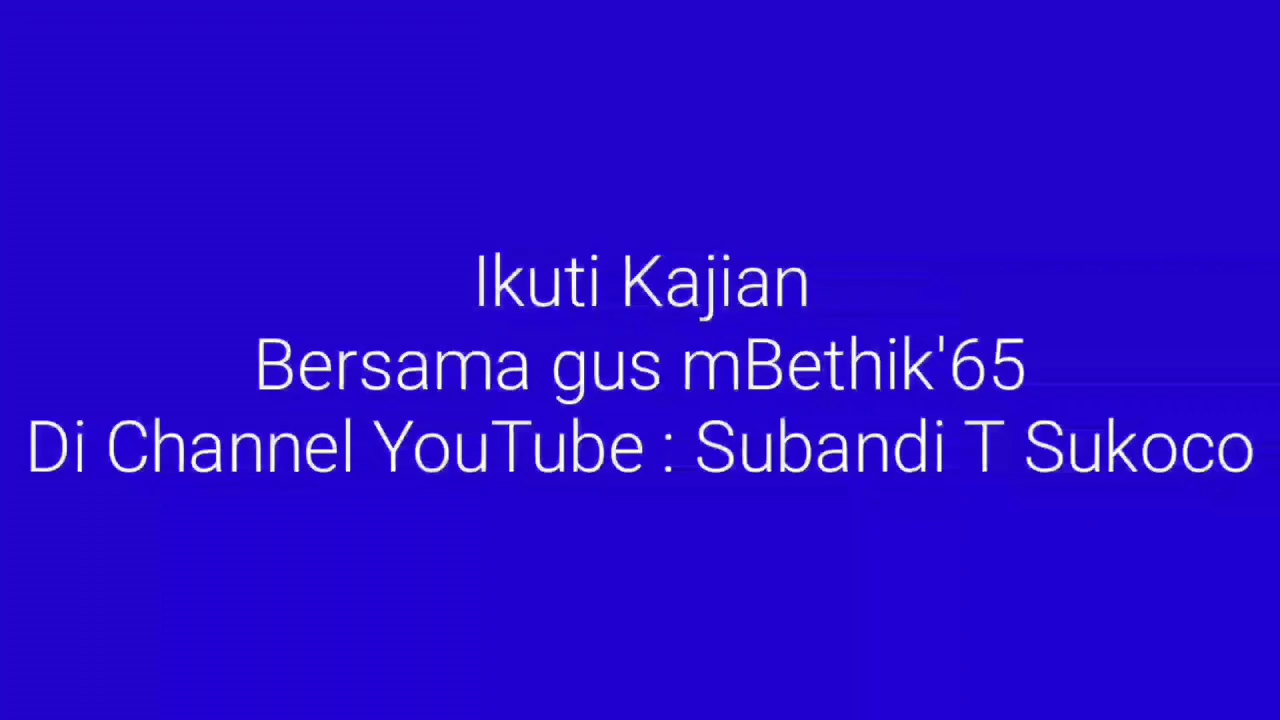 Ikuti Kajian
Bersama gus mBethik'65
Di Channel YouTube : Subandi T Sukoco